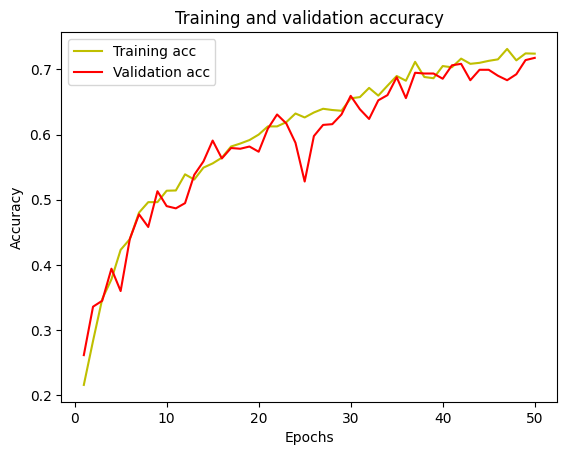 Training and validation accuracy
Training acc
Validation acc
Accuracy
0.7
0.6
0.5
0.4
0.3
0.2
0 10 20 30 40 50
Epochs